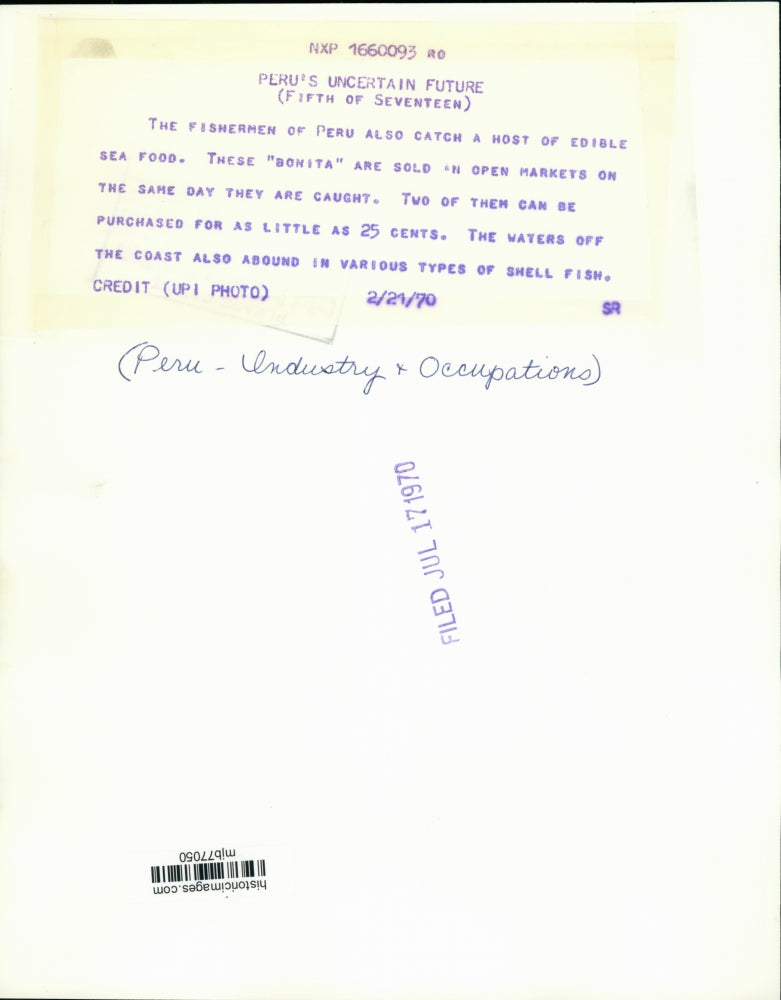 NXP 1660093 RO
PERU'S UNCERTAIN FUTURE
(FIFTH OF SEVENTEEN)
THE FISHERMEN OF PERU ALSO CATCH A HOST OF EDIBLE
SEA FOOD. THESE "BONITA" ARE SOLD IN OPEN MARKETS ON
THE SAME DAY THEY ARE CAUGHT. TWO OF THEM CAN BE
PURCHASED FOR AS LITTLE AS 25 CENTS. THE WATERS OFF
THE COAST ALSO ABOUND IN VARIOUS TYPES OF SHELL FISH.
CREDIT (UPI PHOTO) 2/21/70 SR
(Peru - Industry + Occupations)
FILED JUL 17 1970
mjb77050
historicimages.com